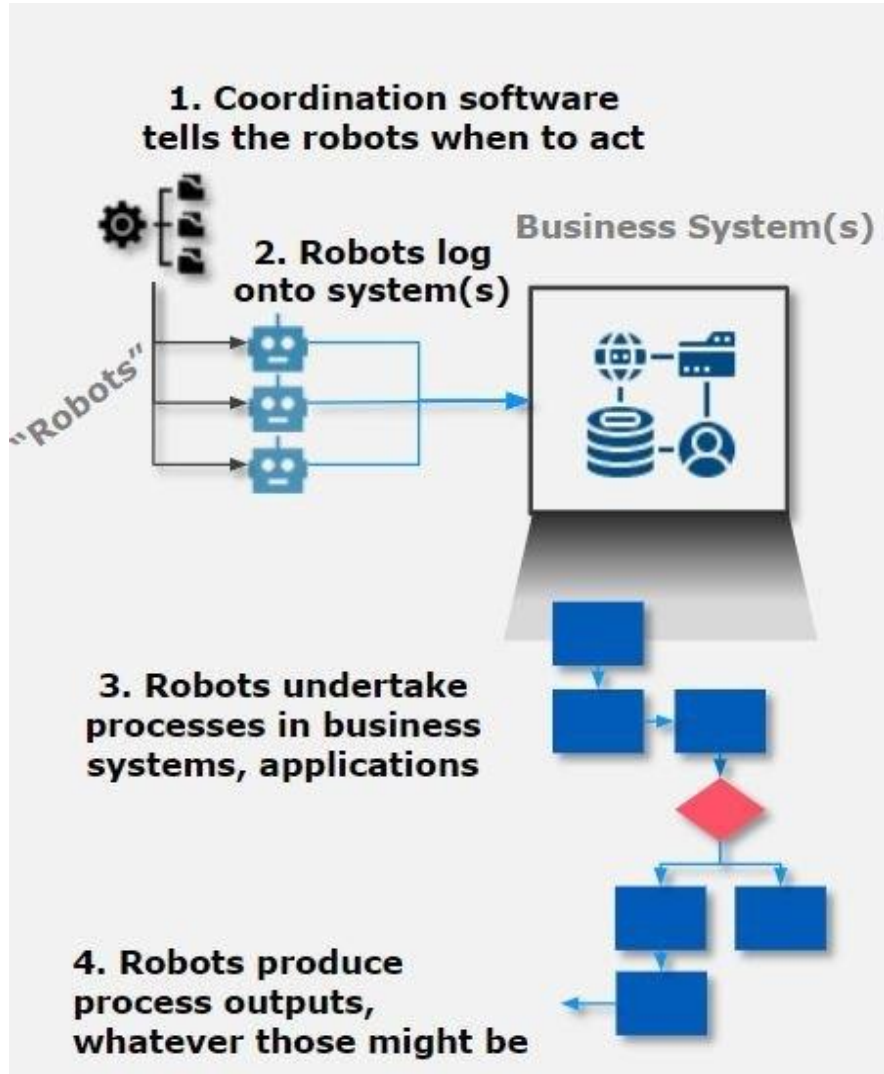 1. Coordination software
tells the robots when to act
Business System(s)
2. Robots log
onto system(s)
"Robots"
3. Robots undertake
processes in business
systems, applications
4. Robots produce
process outputs,
whatever those might be